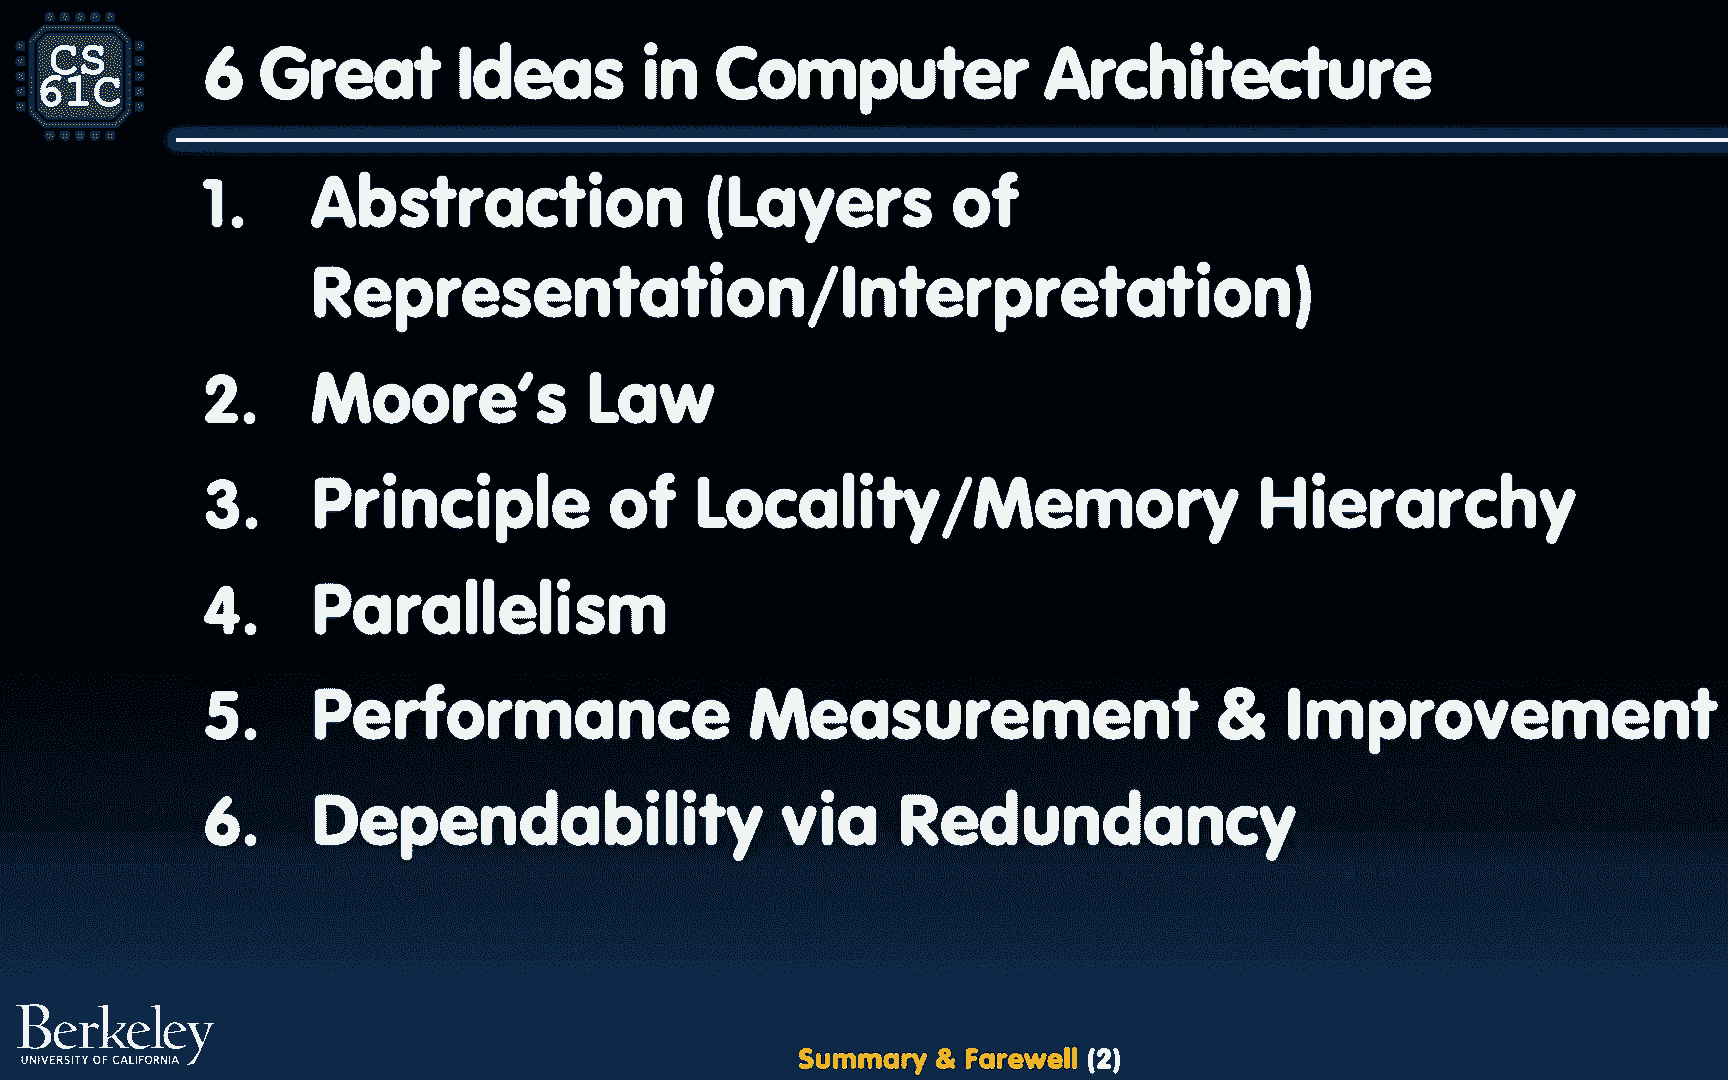 CS
61C
6 Great Ideas in Computer Architecture
1. Abstraction (Layers of
Representation/Interpretation)
2. Moore's Law
3. Principle of Locality/Memory Hierarchy
4. Parallelism
5. Performance Measurement & Improvement
6. Dependability via Redundancy
Berkeley
UNIVERSITY OF CALIFORNIA
Summary & Farewell (2)